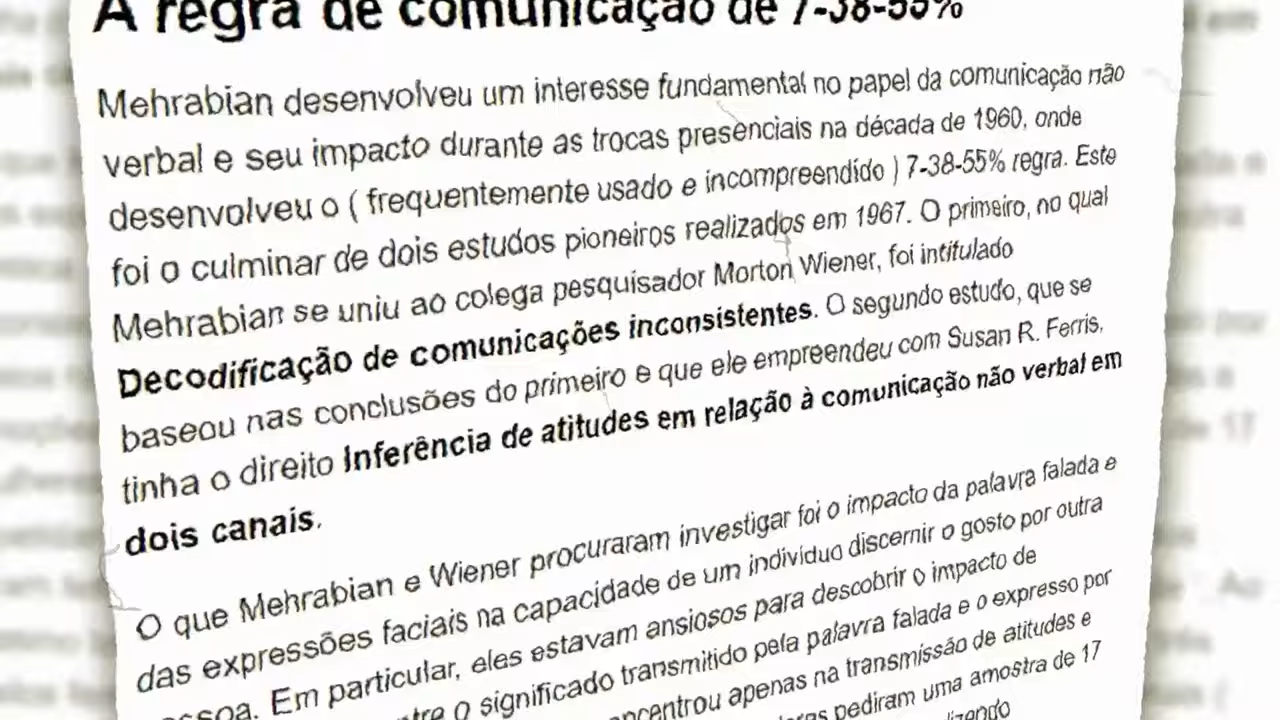 A regra de comunicação de 7-38-55%
Mehrabian desenvolveu um interesse fundamental no papel da comunicação não
verbal e seu impacto durante as trocas presenciais na década de 1960, onde
desenvolveu o ( frequentemente usado e incompreendido ) 7-38-55% regra. Este
foi o culminar de dois estudos pioneiros realizados em 1967. O primeiro, no qual
Mehrabian se uniu ao colega pesquisador Morton Wiener, foi intitulado
Decodificação de comunicações inconsistentes. O segundo estudo, que se
baseou nas conclusões do primeiro e que ele empreendeu com Susan R. Ferris,
tinha o direito Inferência de atitudes em relação à comunicação não verbal em
dois canais.
O que Mehrabian e Wiener procuraram investigar foi o impacto da palavra falada e
das expressões faciais na capacidade de um indivíduo discernir o gosto por outra
Em particular, eles estavam ansiosos para descobrir o impacto de
o significado transmitido pela palavra falada e o expresso por
apenas na transmissão de atitudes e
pediram uma amostra de 17